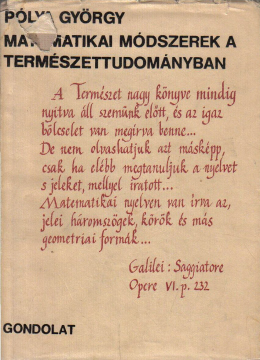 PÓLYA GYÖRGY
MATEMATIKAI MÓDSZEREK A
TERMÉSZETTUDOMÁNYBAN
A Természet nagy könyve mindig
nyitva áll szemünk előtt, és az igaz
bölcselet van megírva benne...
De nem olvashatjuk azt másképp,
csak ha előbb megtanuljuk a nyelvet
s jeleket, mellyel íratott...
Matematikai nyelven van írva az,
jelei háromszögek, körök és más
geometriai formák...
Galilei: Saggiatore
Opere VI. p. 232
GONDOLAT